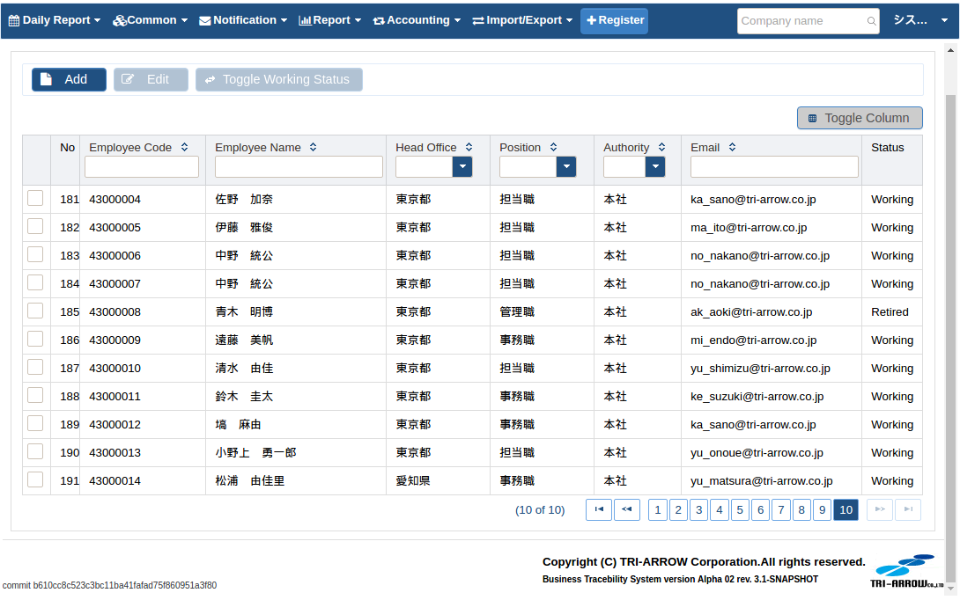 Daily Report Common Notification Report Accounting Import/Export Register Company name シス...
Add Edit Toggle Working Status
Toggle Column
No Employee Code Employee Name Head Office Position Authority Email Status
181 43000004 佐野 加奈 東京都 担当職 本社 ka_sano@tri-arrow.co.jp Working
182 43000005 伊藤 雅俊 東京都 担当職 本社 ma_ito@tri-arrow.co.jp Working
183 43000006 中野 統公 東京都 担当職 本社 no_nakano@tri-arrow.co.jp Working
184 43000007 中野 統公 東京都 担当職 本社 no_nakano@tri-arrow.co.jp Working
185 43000008 青木 明博 東京都 管理職 本社 ak_aoki@tri-arrow.co.jp Retired
186 43000009 遠藤 美帆 東京都 事務職 本社 mi_endo@tri-arrow.co.jp Working
187 43000010 清水 由佳 東京都 担当職 本社 yu_shimizu@tri-arrow.co.jp Working
188 43000011 鈴木 圭太 東京都 事務職 本社 ke_suzuki@tri-arrow.co.jp Working
189 43000012 塙 麻由 東京都 事務職 本社 ka_sano@tri-arrow.co.jp Working
190 43000013 小野上 勇一郎 東京都 担当職 本社 yu_onoue@tri-arrow.co.jp Working
191 43000014 松浦 由佳里 愛知県 事務職 本社 yu_matsura@tri-arrow.co.jp Working
(10 of 10) 1 2 3 4 5 6 7 8 9 10
Copyright (C) TRI-ARROW Corporation.All rights reserved.
Business Tracebility System version Alpha 02 rev. 3.1-SNAPSHOT
TRI-ARROW Co.,LTD
commit b610cc8c523c3bc11ba41fafad75f860951a3f80